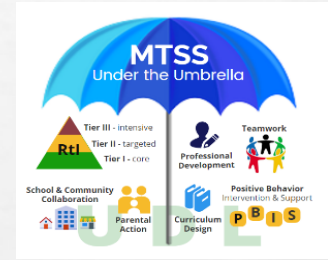 MTSS
Under the Umbrella
RtI
Tier III - intensive
Tier II - targeted
Tier I - core
Professional
Development
Teamwork
School & Community
Collaboration
Parental
Action
Curriculum
Design
Positive Behavior
Intervention & Support
PBIS
UDL